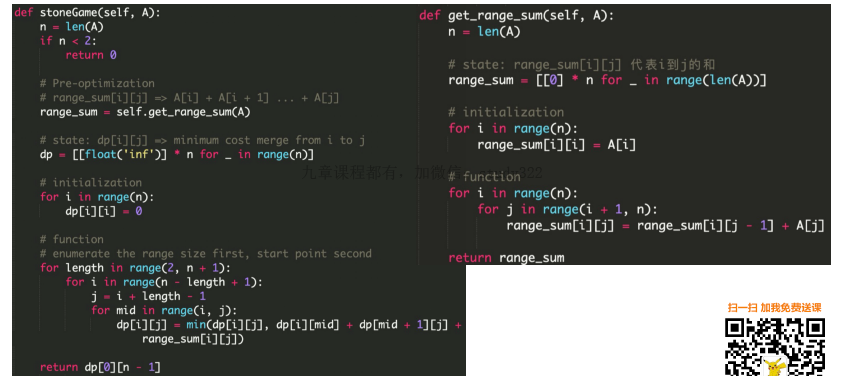 def stoneGame(self, A):
    n = len(A)
    if n < 2:
        return 0
    # Pre-optimization
    # range_sum[i][j] => A[i] + A[i + 1] ... + A[j]
    range_sum = self.get_range_sum(A)
    # state: dp[i][j] => minimum cost merge from i to j
    dp = [[float('inf')] * n for _ in range(n)]
    # initialization
    for i in range(n):
        dp[i][i] = 0
    # function
    # enumerate the range size first, start point second
    for length in range(2, n + 1):
        for i in range(n - length + 1):
            j = i + length - 1
            for mid in range(i, j):
                dp[i][j] = min(dp[i][j], dp[i][mid] + dp[mid + 1][j] +
                    range_sum[i][j])
    return dp[0][n - 1]
def get_range_sum(self, A):
    n = len(A)
    # state: range_sum[i][j] 代表i到j的和
    range_sum = [[0] * n for _ in range(len(A))]
    # initialization
    for i in range(n):
        range_sum[i][i] = A[i]
    # function
    for i in range(n):
        for j in range(i + 1, n):
            range_sum[i][j] = range_sum[i][j - 1] + A[j]
    return range_sum
九章课程都有，加微
322
扫一扫 加我免费送课